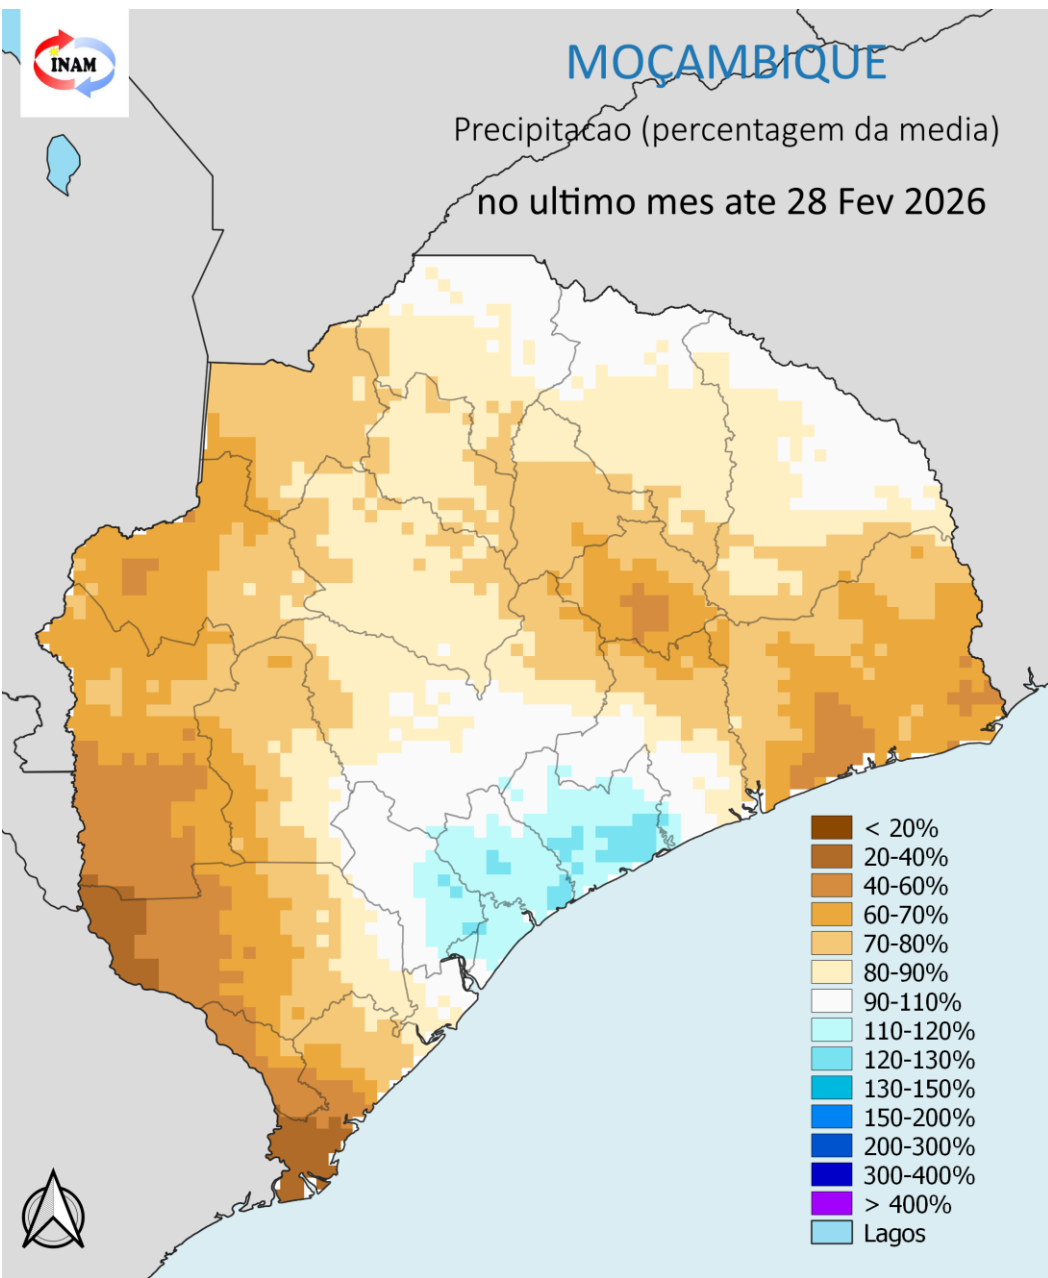 INAM
MOÇAMBIQUE
Precipitacao (percentagem da media)
no ultimo mes ate 28 Fev 2026
< 20%
20-40%
40-60%
60-70%
70-80%
80-90%
90-110%
110-120%
120-130%
130-150%
150-200%
200-300%
300-400%
> 400%
Lagos